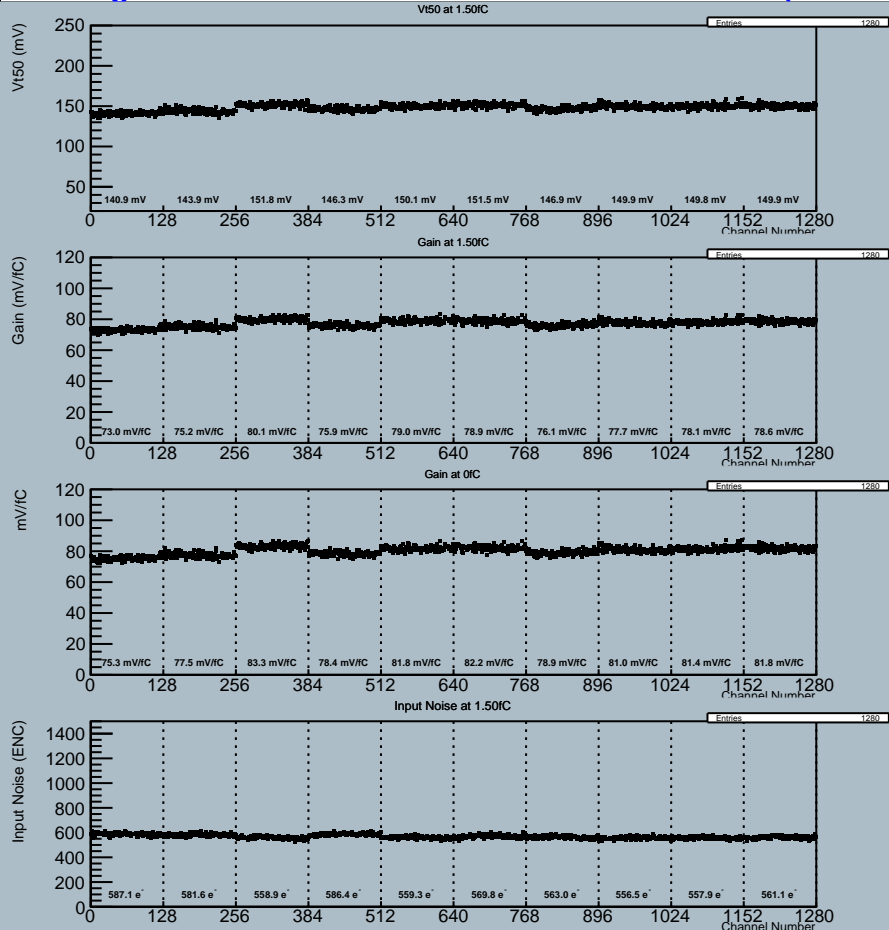 Vt50 at 1.50fC
Entries 1280
Vt50 (mV)
250
200
150
100
50
140.9 mV 143.9 mV 151.8 mV 146.3 mV 150.1 mV 151.5 mV 146.9 mV 149.9 mV 149.8 mV 149.9 mV
0 128 256 384 512 640 768 896 1024 1152 1280
Channel Number
Gain at 1.50fC
Entries 1280
Gain (mV/fC)
120
100
80
60
40
20
0
73.0 mV/fC 75.2 mV/fC 80.1 mV/fC 75.9 mV/fC 79.0 mV/fC 78.9 mV/fC 76.1 mV/fC 77.7 mV/fC 78.1 mV/fC 78.6 mV/fC
0 128 256 384 512 640 768 896 1024 1152 1280
Channel Number
Gain at 0fC
Entries 1280
mV/fC
120
100
80
60
40
20
0
75.3 mV/fC 77.5 mV/fC 83.3 mV/fC 78.4 mV/fC 81.8 mV/fC 82.2 mV/fC 78.9 mV/fC 81.0 mV/fC 81.4 mV/fC 81.8 mV/fC
0 128 256 384 512 640 768 896 1024 1152 1280
Channel Number
Input Noise at 1.50fC
Entries 1280
Input Noise (ENC)
1400
1200
1000
800
600
400
200
0
587.1 e⁻ 581.6 e⁻ 558.9 e⁻ 586.4 e⁻ 559.3 e⁻ 569.8 e⁻ 563.0 e⁻ 556.5 e⁻ 557.9 e⁻ 561.1 e⁻
0 128 256 384 512 640 768 896 1024 1152 1280
Channel Number